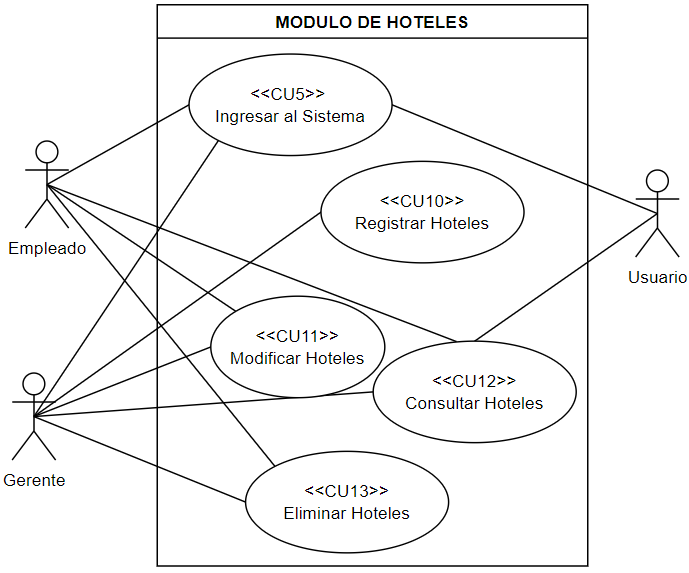 MODULO DE HOTELES
<<CU5>>
Ingresar al Sistema
<<CU10>>
Registrar Hoteles
Empleado
Usuario
<<CU11>>
Modificar Hoteles
<<CU12>>
Consultar Hoteles
Gerente
<<CU13>>
Eliminar Hoteles